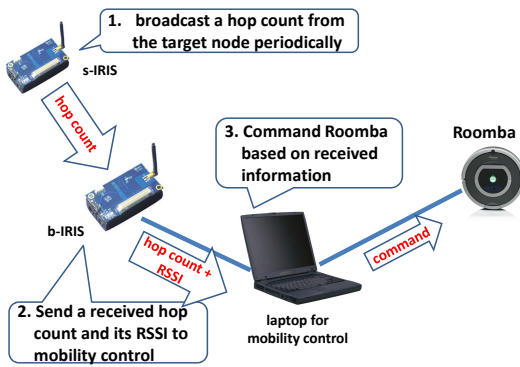 1. broadcast a hop count from
the target node periodically
s-IRIS
hop count
3. Command Roomba
based on received
information
Roomba
b-IRIS
hop count +
RSSI
command
2. Send a received hop
count and its RSSI to
mobility control
laptop for
mobility control